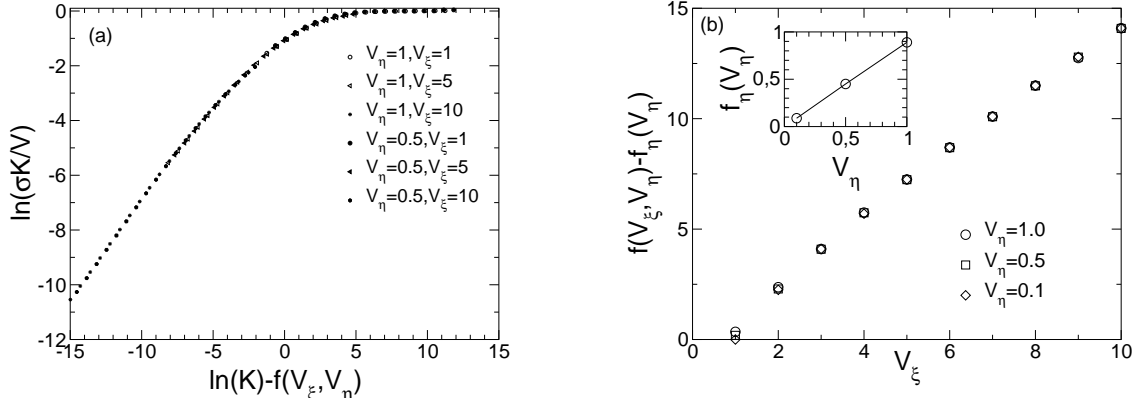 (a)
0
-2
-4
-6
-8
-10
-12
ln(σK/V)
V_η=1,V_ξ=1
V_η=1,V_ξ=5
V_η=1,V_ξ=10
V_η=0.5,V_ξ=1
V_η=0.5,V_ξ=5
V_η=0.5,V_ξ=10
-15 -10 -5 0 5 10 15
ln(K)-f(V_ξ,V_η)
(b)
15
10
5
0
f(V_ξ,V_η)-f_η(V_η)
1
0,5
0
f_η(V_η)
0 0,5 1
V_η
V_η=1.0
V_η=0.5
V_η=0.1
0 2 4 6 8 10
V_ξ